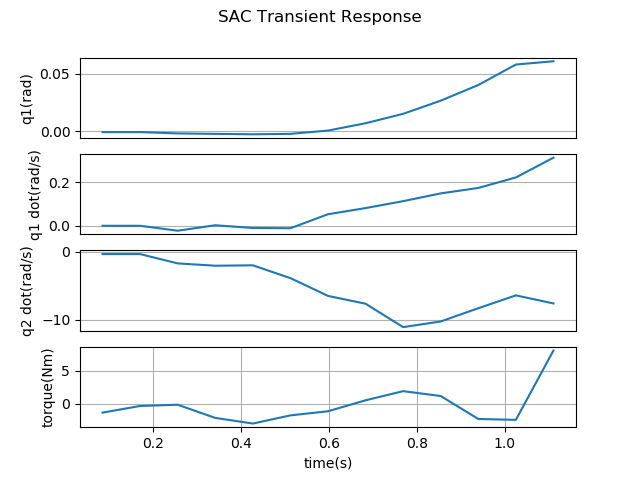 SAC Transient Response
q1(rad)
0.05
0.00
q1 dot(rad/s)
0.2
0.0
q2 dot(rad/s)
0
−10
torque(Nm)
5
0
0.2 0.4 0.6 0.8 1.0
time(s)